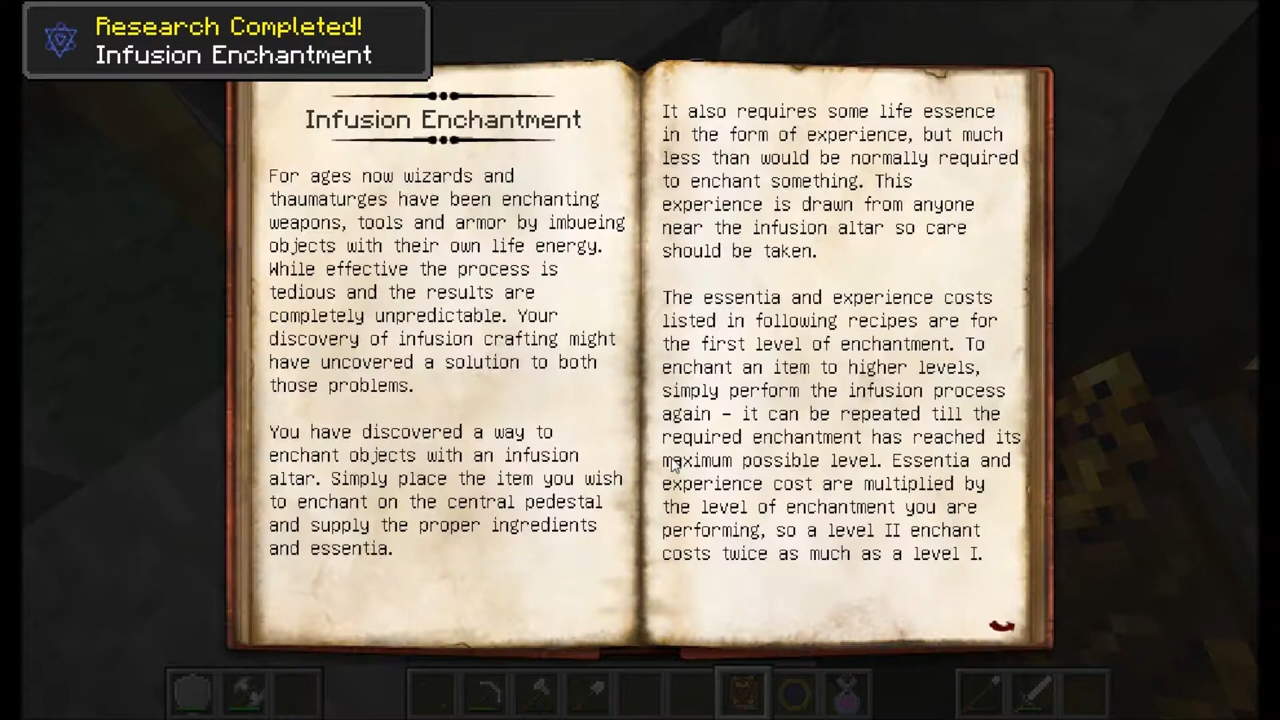 Research Completed!
Infusion Enchantment
Infusion Enchantment
For ages now wizards and
thaumaturges have been enchanting
weapons, tools and armor by imbueing
objects with their own life energy.
While effective the process is
tedious and the results are
completely unpredictable. Your
discovery of infusion crafting might
have uncovered a solution to both
those problems.
You have discovered a way to
enchant objects with an infusion
altar. Simply place the item you wish
to enchant on the central pedestal
and supply the proper ingredients
and essentia.
It also requires some life essence
in the form of experience, but much
less than would be normally required
to enchant something. This
experience is drawn from anyone
near the infusion altar so care
should be taken.
The essentia and experience costs
listed in following recipes are for
the first level of enchantment. To
enchant an item to higher levels,
simply perform the infusion process
again - it can be repeated till the
required enchantment has reached its
maximum possible level. Essentia and
experience cost are multiplied by
the level of enchantment you are
performing, so a level II enchant
costs twice as much as a level I.